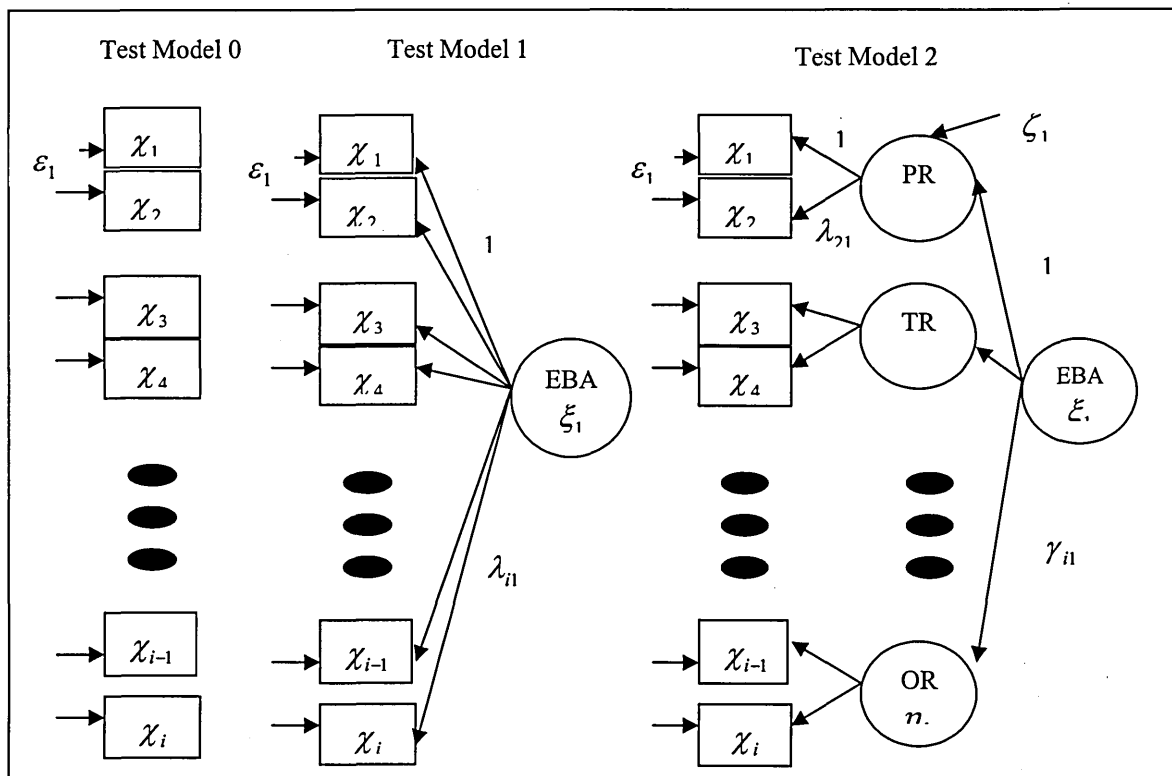 Test Model 0
Test Model 1
Test Model 2
ε₁
χ₁
χ₂
χ₃
χ₄
χᵢ₋₁
χᵢ
ε₁
χ₁
χ₂
χ₃
χ₄
χᵢ₋₁
χᵢ
1
λᵢ₁
EBA
ξ₁
ε₁
χ₁
χ₂
χ₃
χ₄
χᵢ₋₁
χᵢ
1
λ₂₁
PR
ζ₁
TR
OR
1
γᵢ₁
EBA